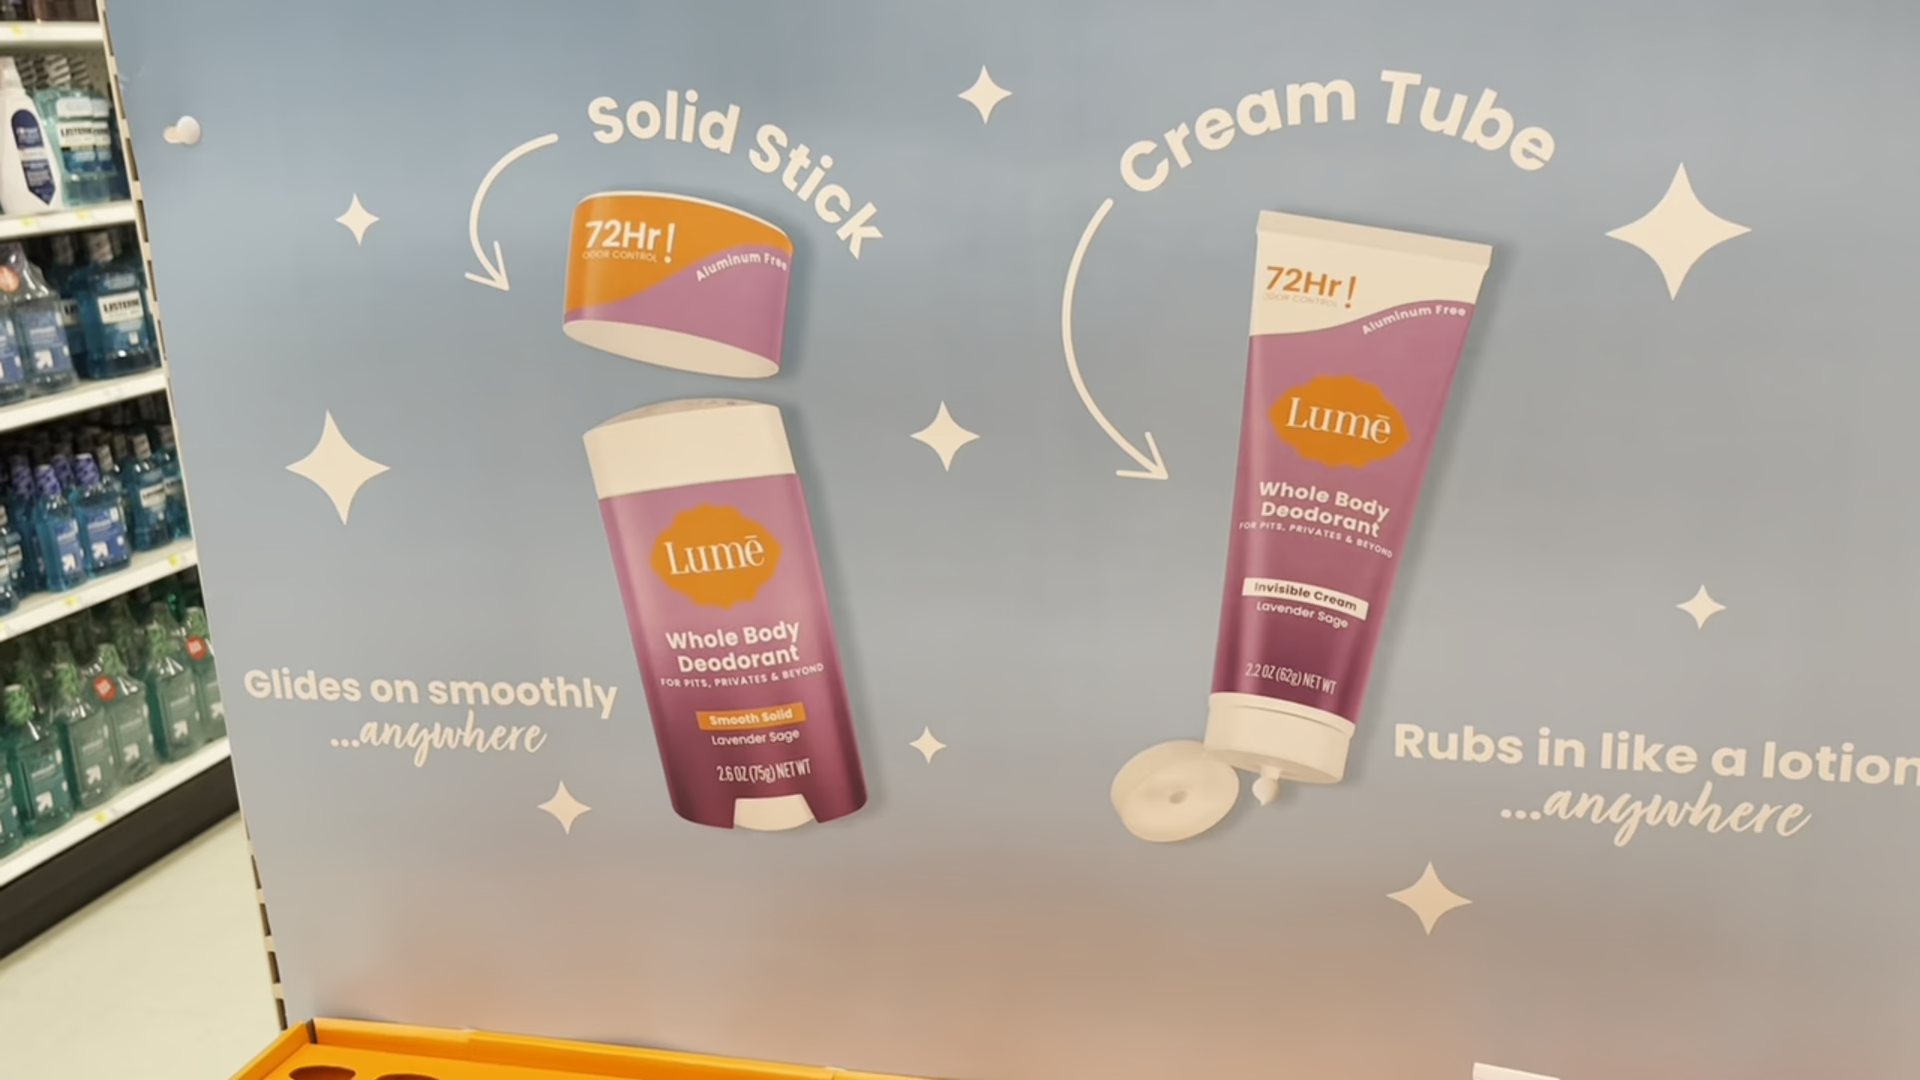 Solid Stick
72Hr!
ODOR CONTROL
Aluminum Free
Lumē
Whole Body
Deodorant
FOR PITS, PRIVATES & BEYOND
Smooth Solid
Lavender Sage
2.6 OZ (75g) NET WT
Glides on smoothly
...anywhere
Cream Tube
72Hr!
ODOR CONTROL
Aluminum Free
Lumē
Whole Body
Deodorant
FOR PITS, PRIVATES & BEYOND
Invisible Cream
Lavender Sage
2.2 OZ (62g) NET WT
Rubs in like a lotion
...anywhere
LISTERINE